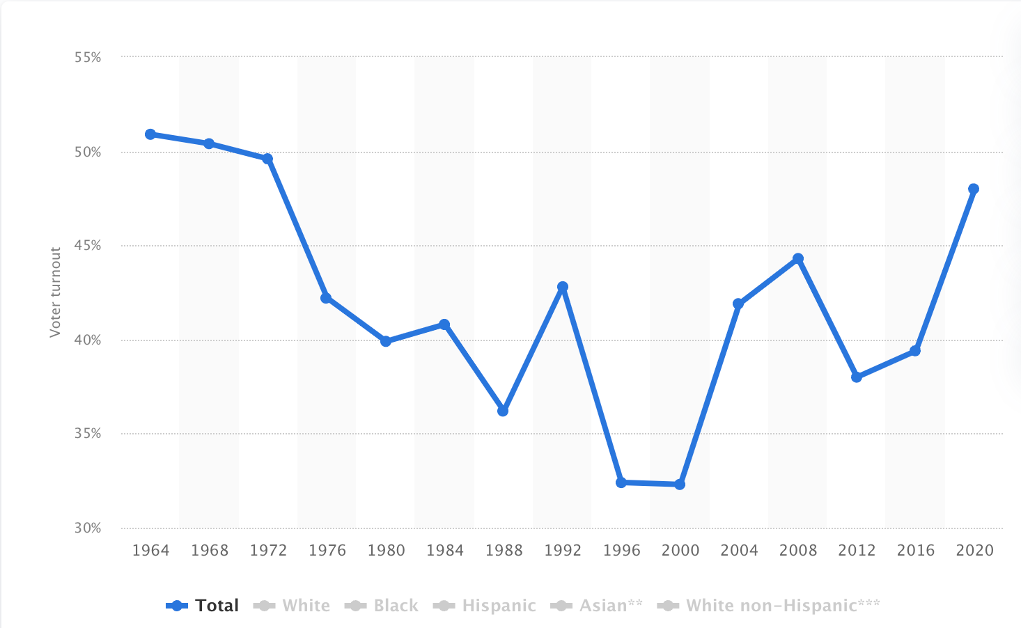 55%
50%
45%
40%
35%
30%
Voter turnout
1964 1968 1972 1976 1980 1984 1988 1992 1996 2000 2004 2008 2012 2016 2020
Total White Black Hispanic Asian** White non-Hispanic***